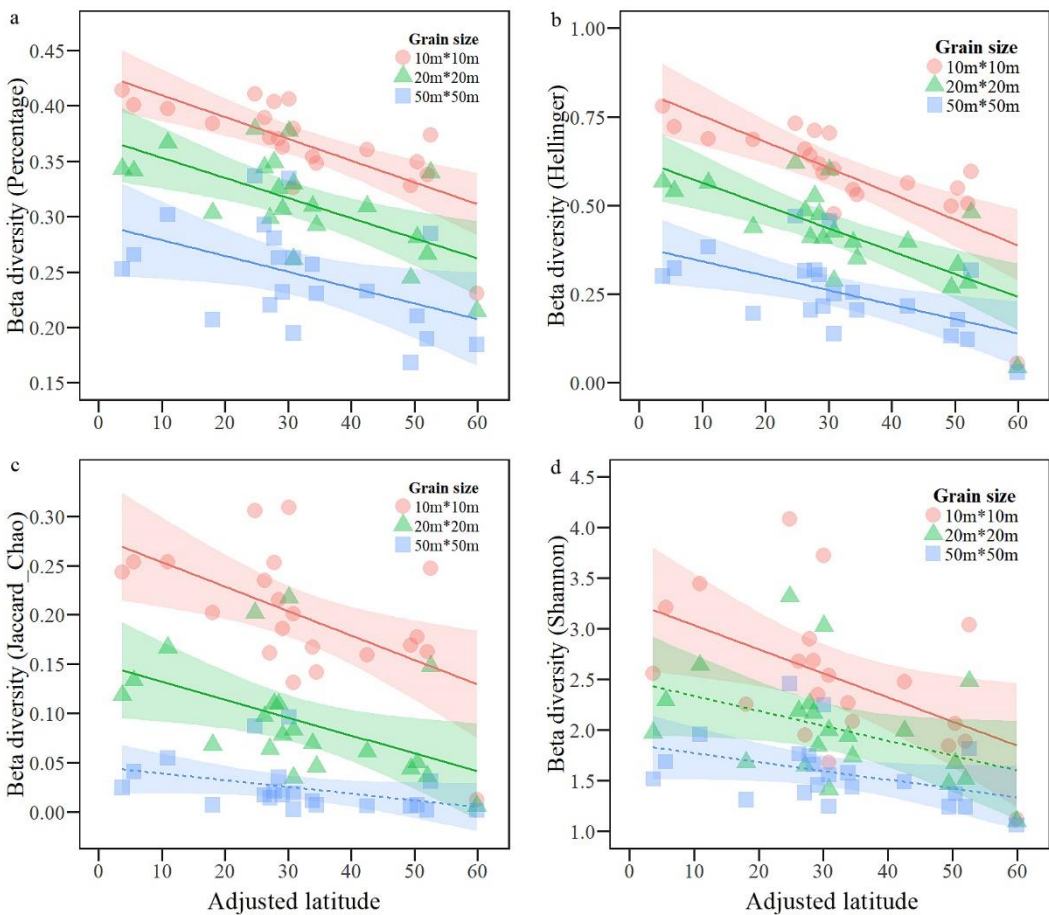 a
Beta diversity (Percentage)
0.45
0.40
0.35
0.30
0.25
0.20
0.15
Grain size
10m*10m
20m*20m
50m*50m
0 10 20 30 40 50 60
b
Beta diversity (Hellinger)
1.00
0.75
0.50
0.25
0.00
Grain size
10m*10m
20m*20m
50m*50m
0 10 20 30 40 50 60
c
Beta diversity (Jaccard_Chao)
0.30
0.25
0.20
0.15
0.10
0.05
0.00
Grain size
10m*10m
20m*20m
50m*50m
0 10 20 30 40 50 60
Adjusted latitude
d
Beta diversity (Shannon)
4.5
4.0
3.5
3.0
2.5
2.0
1.5
1.0
Grain size
10m*10m
20m*20m
50m*50m
0 10 20 30 40 50 60
Adjusted latitude